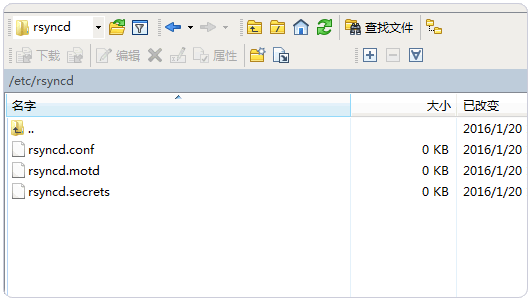 rsyncd 查找文件
下载 编辑 属性
/etc/rsyncd
名字 大小 已改变
.. 2016/1/20
rsyncd.conf 0 KB 2016/1/20
rsyncd.motd 0 KB 2016/1/20
rsyncd.secrets 0 KB 2016/1/20